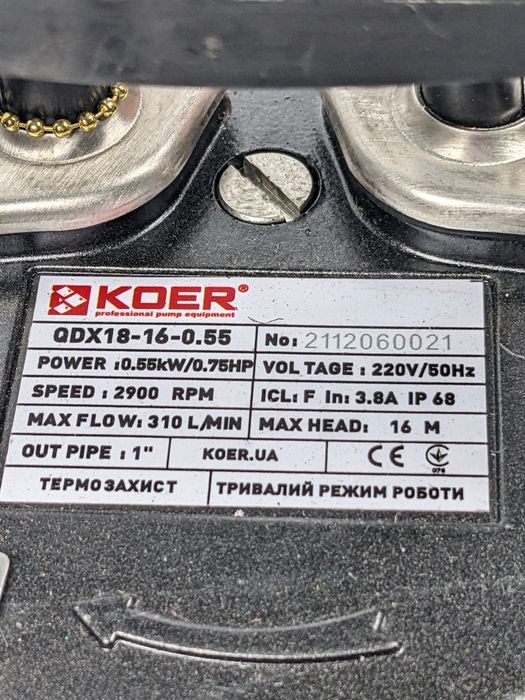 KOER®
professional pump equipment
QDX18-16-0.55 No: 2112060021
POWER :0.55kW/0.75HP VOL TAGE : 220V/50Hz
SPEED : 2900 RPM ICL: F In: 3.8A IP 68
MAX FLOW: 310 L/MIN MAX HEAD: 16 M
OUT PIPE : 1" KOER.UA CE 076
ТЕРМОЗАХИСТ ТРИВАЛИЙ РЕЖИМ РОБОТИ